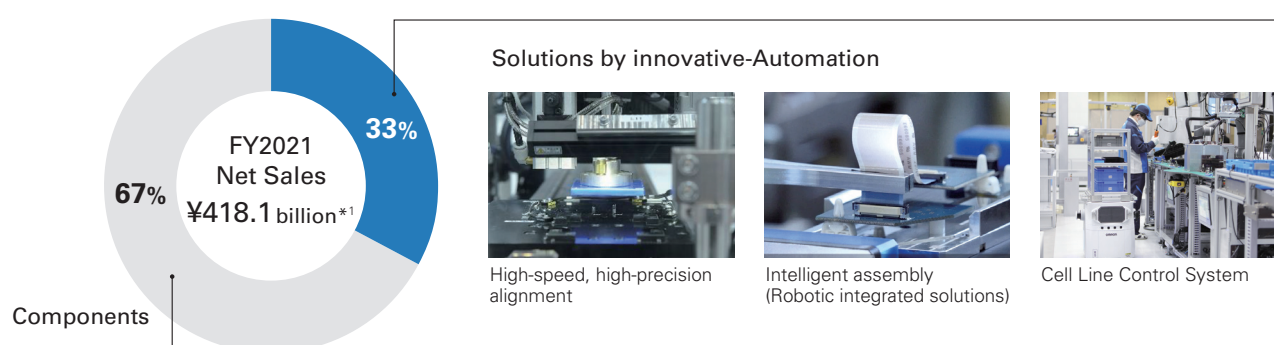 Solutions by innovative-Automation
33%
FY2021
Net Sales
¥418.1 billion*1
67%
High-speed, high-precision
alignment
Intelligent assembly
(Robotic integrated solutions)
Cell Line Control System
Components